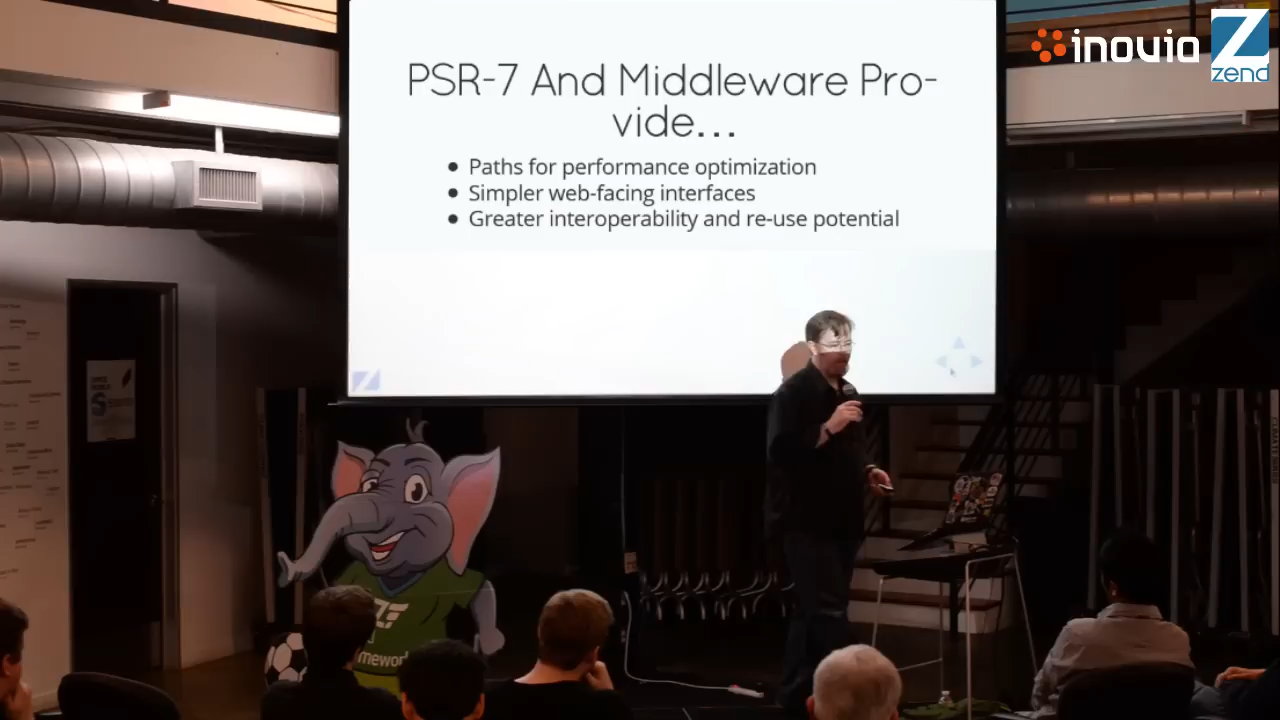 inovia
zend
PSR-7 And Middleware Pro-
vide...
Paths for performance optimization
Simpler web-facing interfaces
Greater interoperability and re-use potential